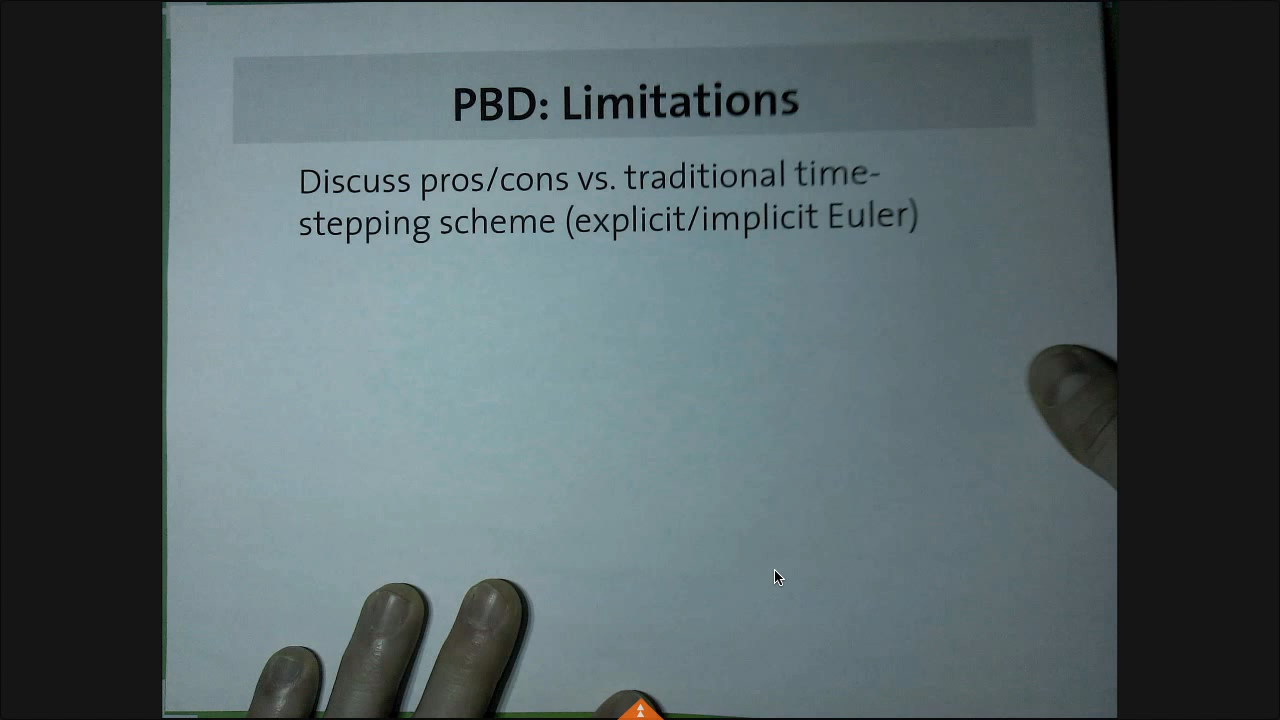 PBD: Limitations
Discuss pros/cons vs. traditional time-
stepping scheme (explicit/implicit Euler)